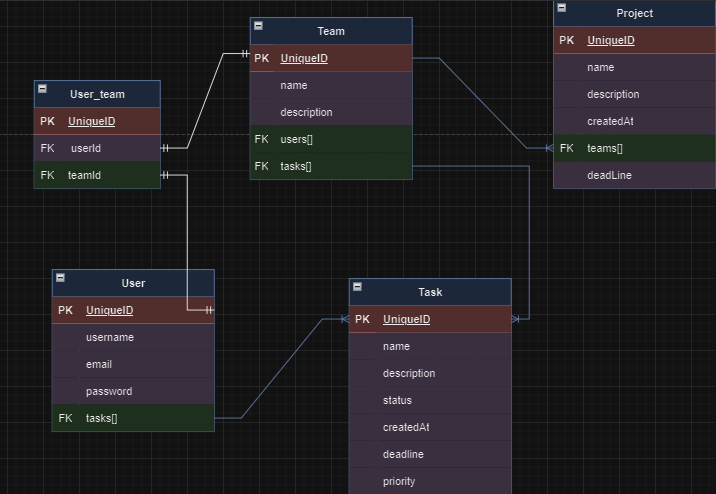 Project
PK UniqueID
name
description
createdAt
FK teams[]
deadLine
Team
PK UniqueID
name
description
FK users[]
FK tasks[]
User_team
PK UniqueID
FK userId
FK teamId
User
PK UniqueID
username
email
password
FK tasks[]
Task
PK UniqueID
name
description
status
createdAt
deadline
priority